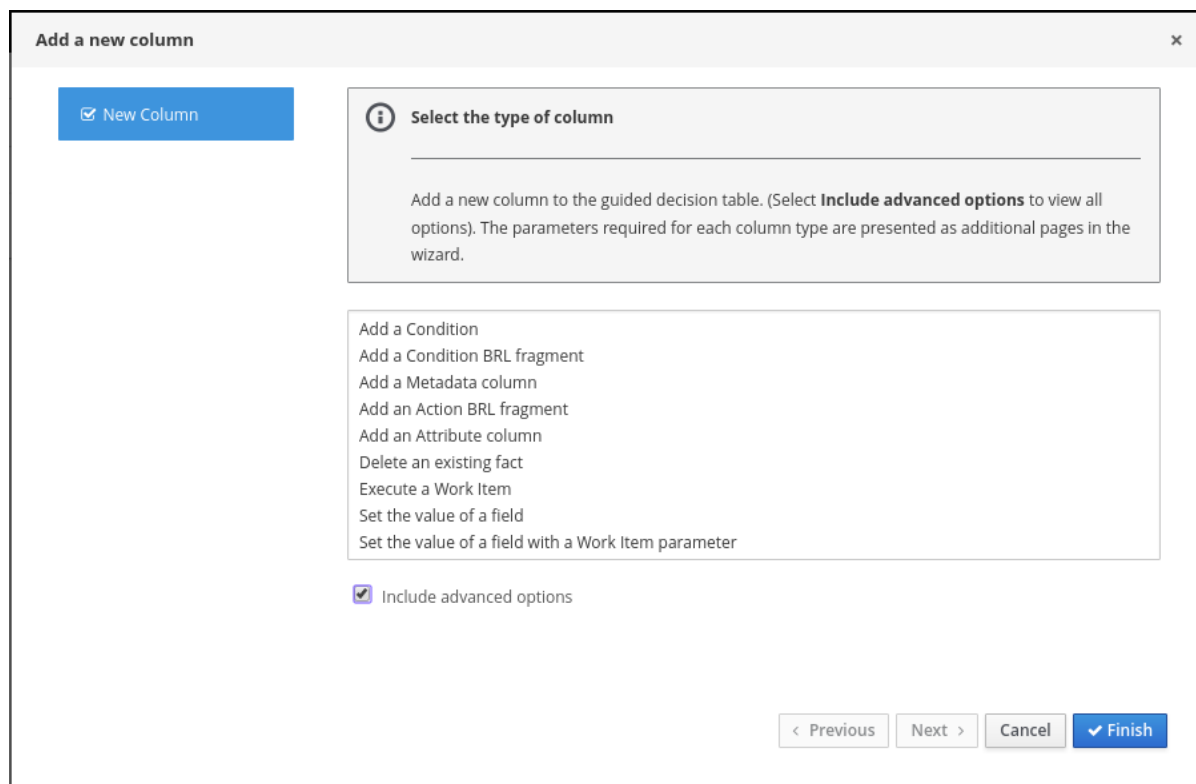 Add a new column
×
New Column
Select the type of column
Add a new column to the guided decision table. (Select Include advanced options to view all
options). The parameters required for each column type are presented as additional pages in the
wizard.
Add a Condition
Add a Condition BRL fragment
Add a Metadata column
Add an Action BRL fragment
Add an Attribute column
Delete an existing fact
Execute a Work Item
Set the value of a field
Set the value of a field with a Work Item parameter
Include advanced options
< Previous
Next >
Cancel
Finish